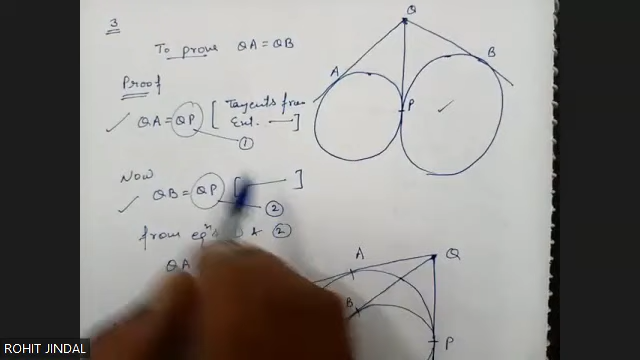 3
To prove QA = QB
Proof
QA = QP [ Tangents from
Ext. — ]
1
Now
QB = QP [ — ]
2
from eqn & 2
QA
Q
A
B
P
A
Q
B
P
ROHIT JINDAL